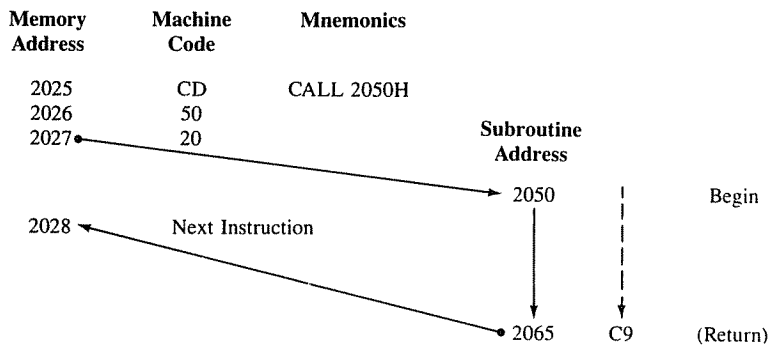 Memory Address
Machine Code
Mnemonics
2025 CD CALL 2050H
2026 50
2027 20
Subroutine Address
2050 Begin
2028 Next Instruction
2065 C9 (Return)